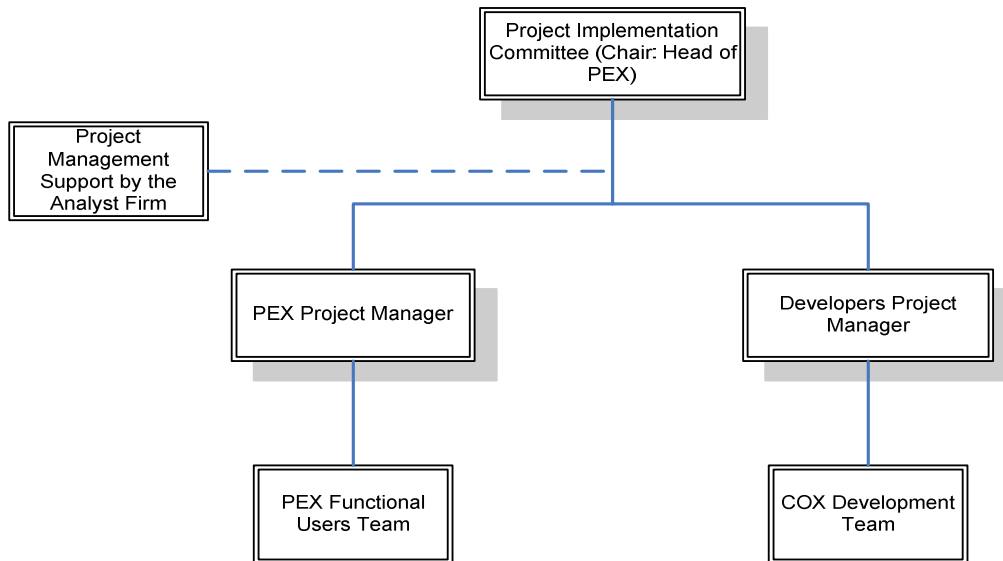 Project Implementation
Committee (Chair: Head of
PEX)
Project
Management
Support by the
Analyst Firm
PEX Project Manager
Developers Project
Manager
PEX Functional
Users Team
COX Development
Team